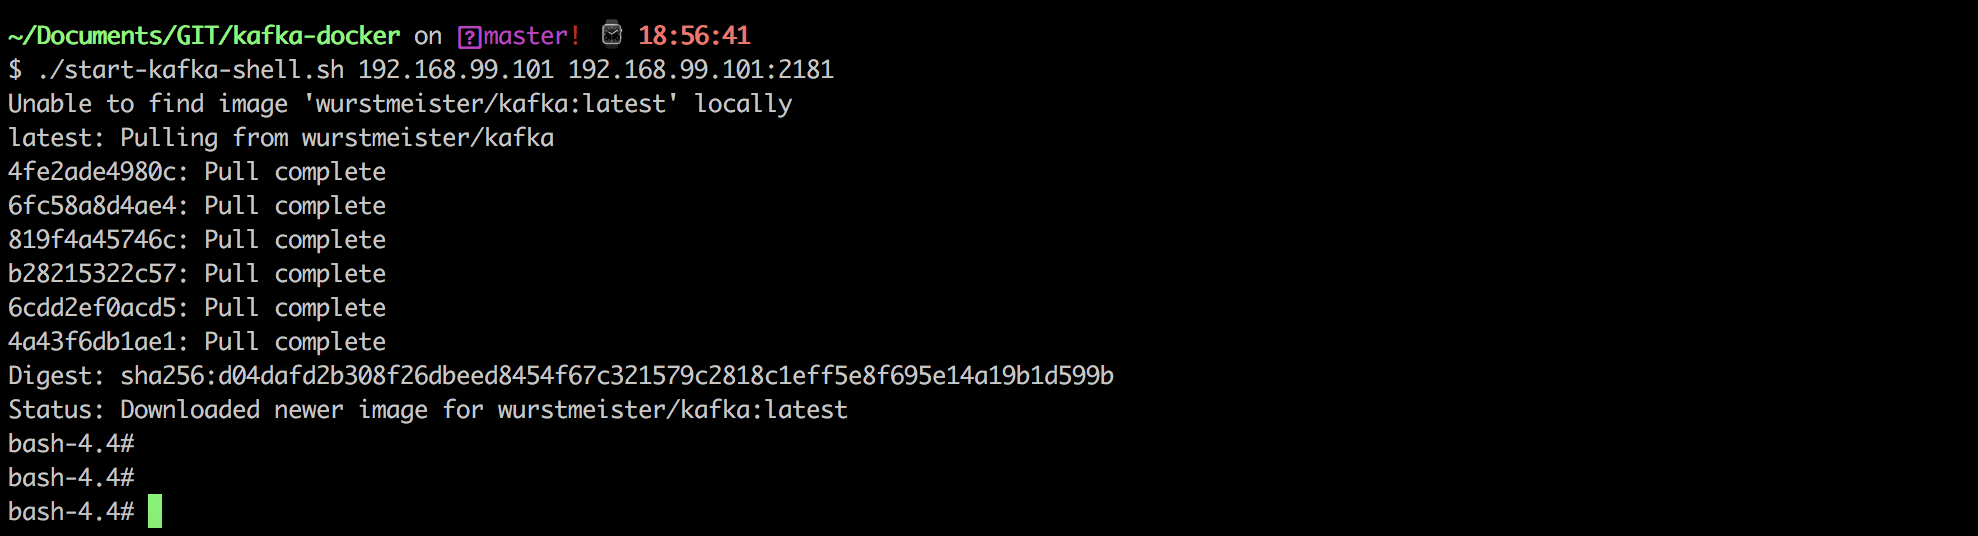 ~/Documents/GIT/kafka-docker on ?master! ⌚ 18:56:41
$ ./start-kafka-shell.sh 192.168.99.101 192.168.99.101:2181
Unable to find image 'wurstmeister/kafka:latest' locally
latest: Pulling from wurstmeister/kafka
4fe2ade4980c: Pull complete
6fc58a8d4ae4: Pull complete
819f4a45746c: Pull complete
b28215322c57: Pull complete
6cdd2ef0acd5: Pull complete
4a43f6db1ae1: Pull complete
Digest: sha256:d04dafd2b308f26dbeed8454f67c321579c2818c1eff5e8f695e14a19b1d599b
Status: Downloaded newer image for wurstmeister/kafka:latest
bash-4.4#
bash-4.4#
bash-4.4#